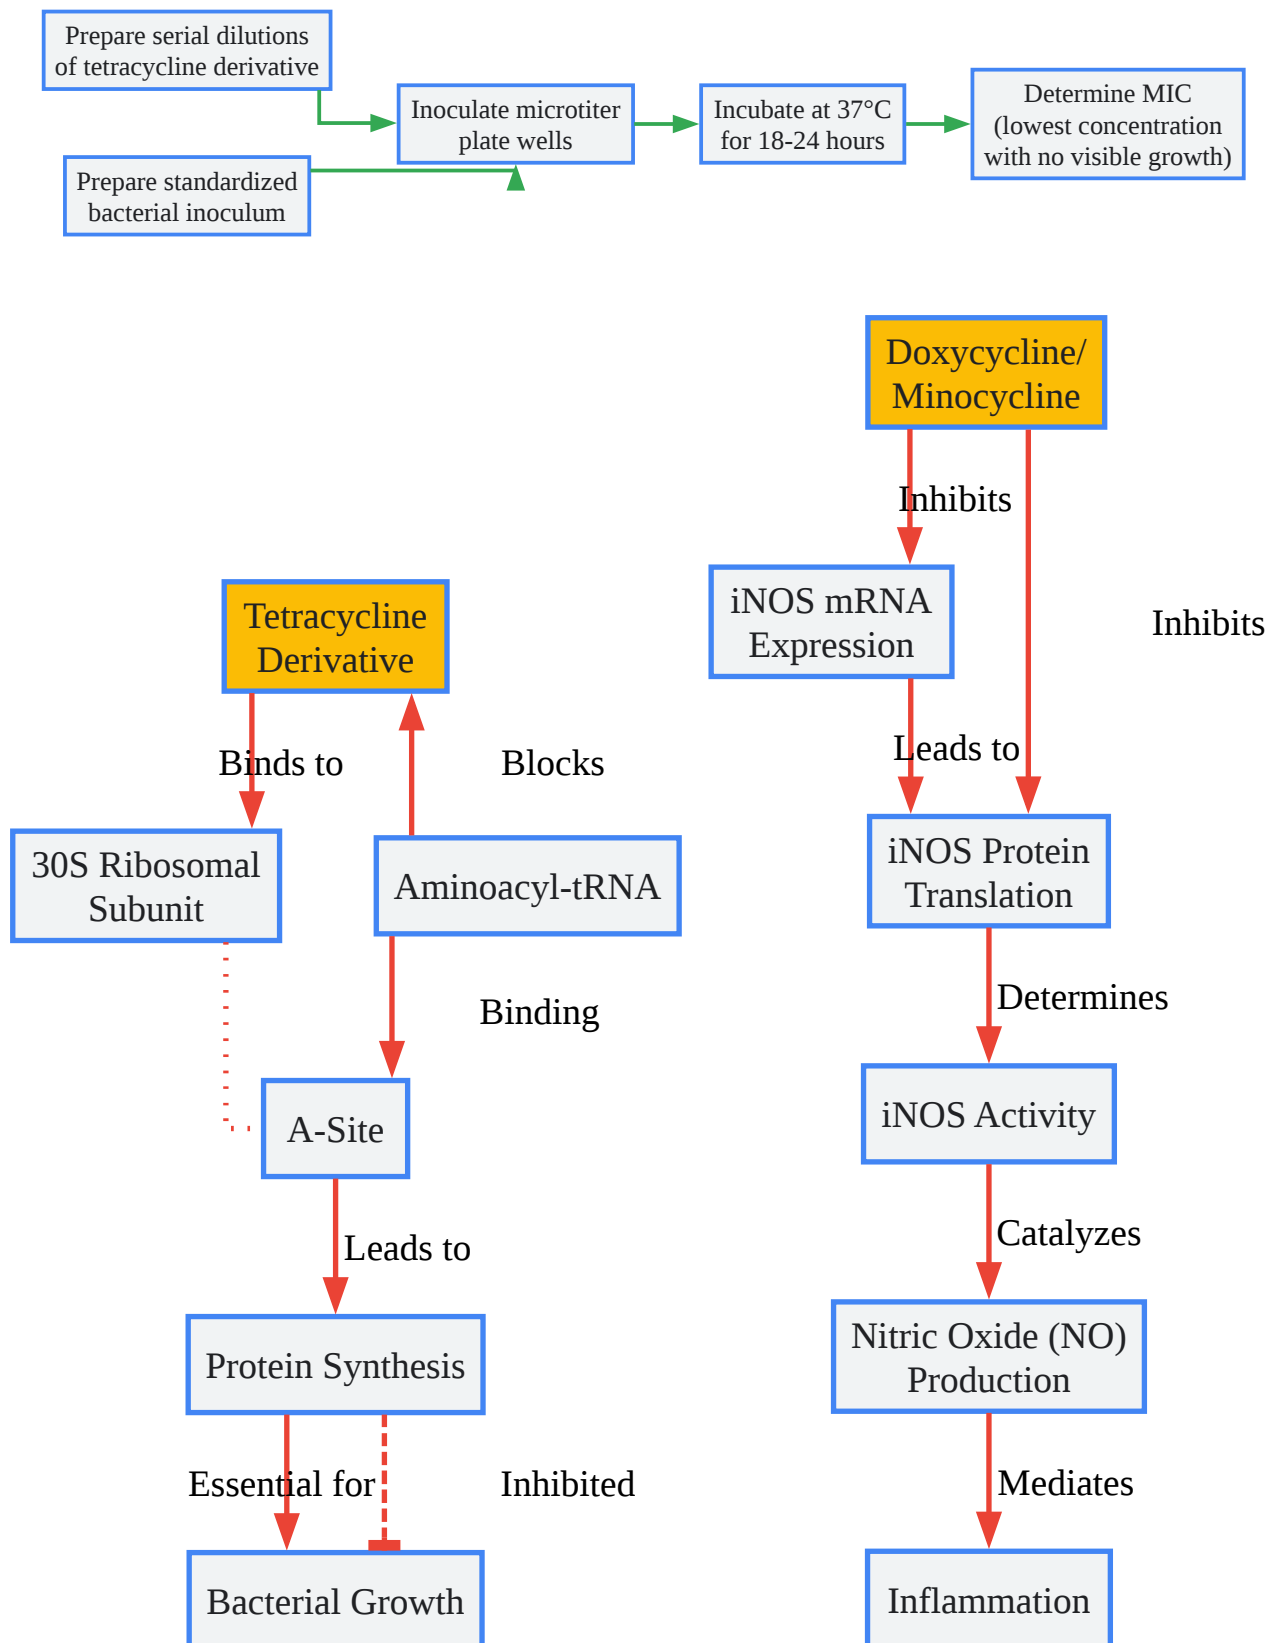 Prepare serial dilutions
of tetracycline derivative
Prepare standardized
bacterial inoculum
Inoculate microtiter
plate wells
Incubate at 37°C
for 18-24 hours
Determine MIC
(lowest concentration
with no visible growth)
Tetracycline
Derivative
Binds to
Blocks
30S Ribosomal
Subunit
Aminoacyl-tRNA
Binding
A-Site
Leads to
Protein Synthesis
Essential for
Inhibited
Bacterial Growth
Doxycycline/
Minocycline
Inhibits
Inhibits
iNOS mRNA
Expression
Leads to
iNOS Protein
Translation
Determines
iNOS Activity
Catalyzes
Nitric Oxide (NO)
Production
Mediates
Inflammation